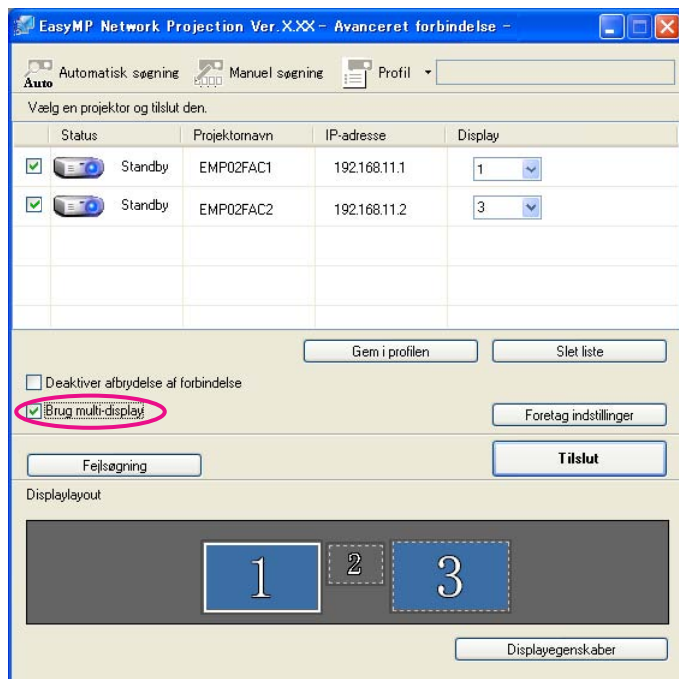 EasyMP Network Projection Ver.X.XX - Avanceret forbindelse -
Auto Automatisk søgning Manuel søgning Profil
Vælg en projektor og tilslut den.
Status Projektornavn IP-adresse Display
Standby EMP02FAC1 192.168.11.1 1
Standby EMP02FAC2 192.168.11.2 3
Gem i profilen Slet liste
Deaktiver afbrydelse af forbindelse
Brug multi-display
Foretag indstillinger
Fejlsøgning Tilslut
Displaylayout
1 2 3
Displayegenskaber